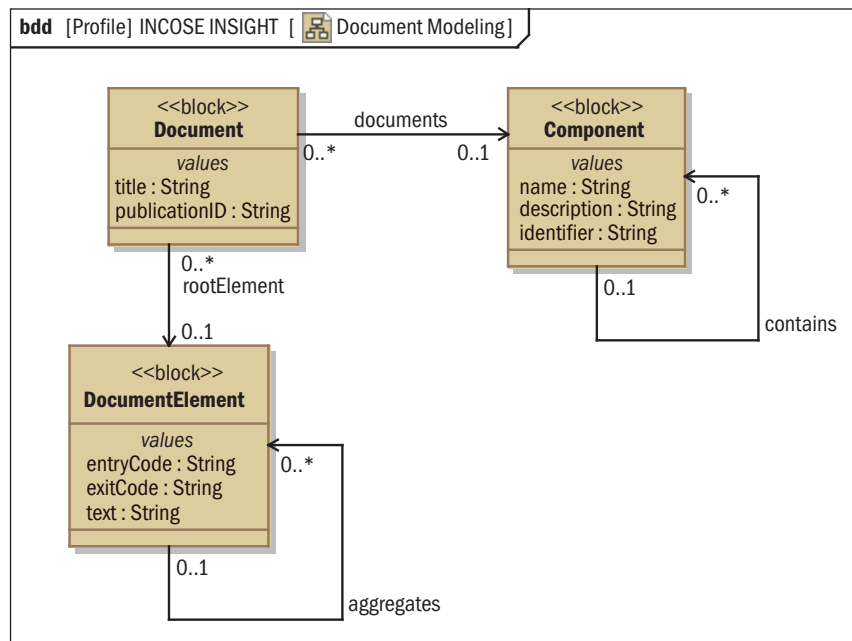 bdd [Profile] INCOSE INSIGHT [ Document Modeling]
<<block>>
Document
values
title : String
publicationID : String
documents
0..*
0..1
<<block>>
Component
values
name : String
description : String
identifier : String
0..*
0..1
contains
0..*
rootElement
0..1
<<block>>
DocumentElement
values
entryCode : String
exitCode : String
text : String
0..*
0..1
aggregates